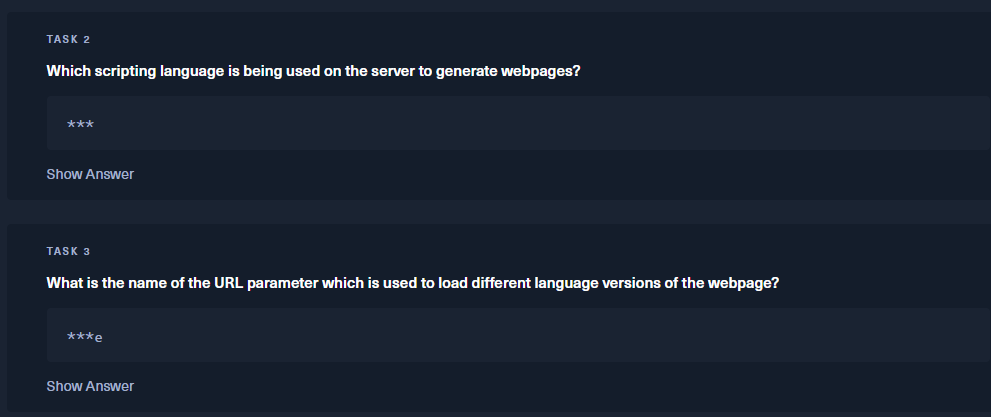 TASK 2
Which scripting language is being used on the server to generate webpages?
***
Show Answer
TASK 3
What is the name of the URL parameter which is used to load different language versions of the webpage?
***e
Show Answer